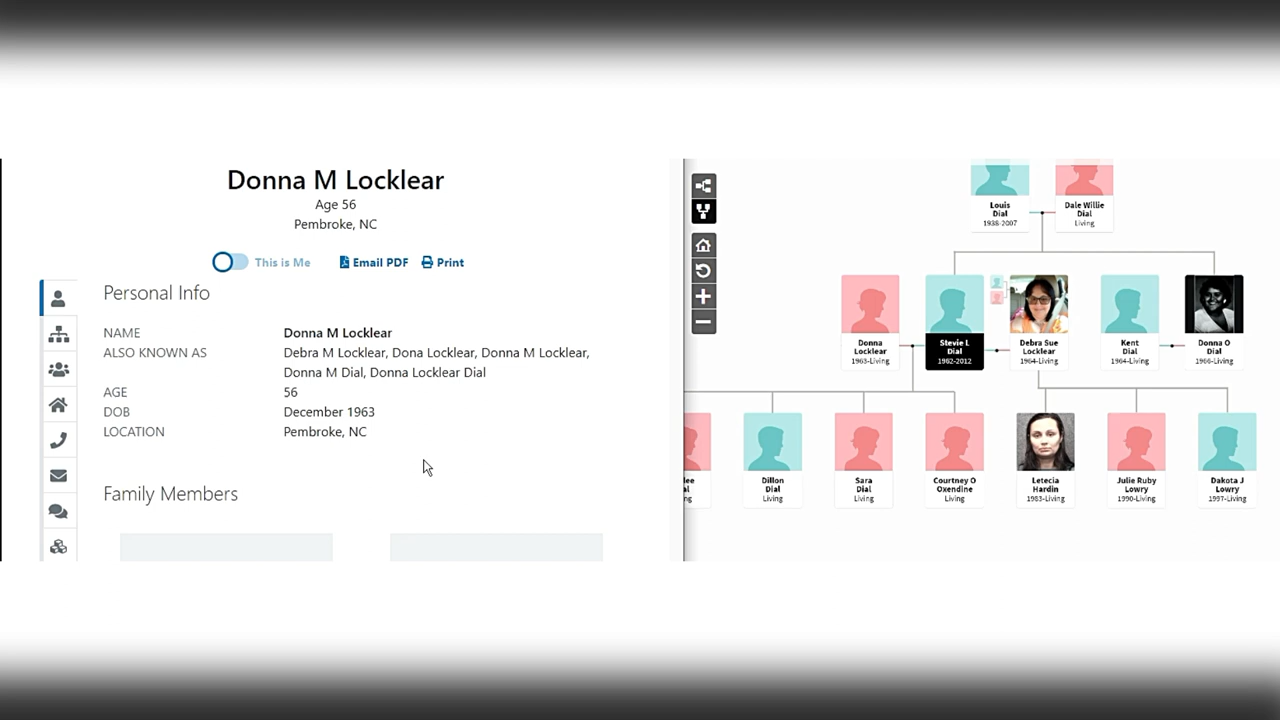 Donna M Locklear
Age 56
Pembroke, NC
This is Me
Email PDF
Print
Personal Info
NAME Donna M Locklear
ALSO KNOWN AS Debra M Locklear, Dona Locklear, Donna M Locklear,
Donna M Dial, Donna Locklear Dial
AGE 56
DOB December 1963
LOCATION Pembroke, NC
Family Members
Louis
Dial
1938-2007
Dale Willie
Dial
Living
Donna
Locklear
1963-Living
Stevie L
Dial
1962-2012
Debra Sue
Locklear
1964-Living
Kent
Dial
1964-Living
Donna O
Dial
1966-Living
lee
al
Living
Dillon
Dial
Living
Sara
Dial
Living
Courtney O
Oxendine
Living
Letecia
Hardin
1983-Living
Julie Ruby
Lowry
1990-Living
Dakota J
Lowry
1997-Living